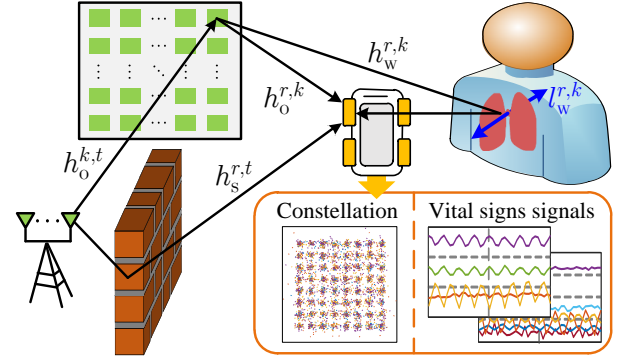 h_w^{r,k}
h_o^{r,k}
l_w^{r,k}
h_o^{k,t}
h_s^{r,t}
Constellation
Vital signs signals